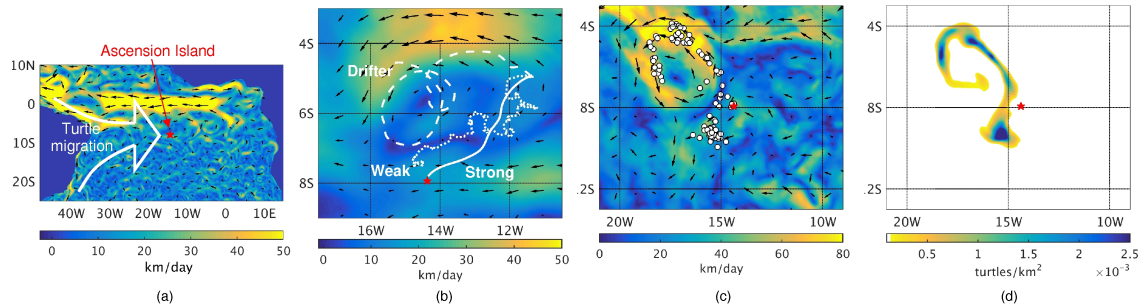 Ascension Island
10N
0
10S
20S
Turtle
migration
40W 30W 20W 10W 0 10E
0 10 20 30 40 50
km/day
(a)
4S
6S
8S
Drifter
Weak
Strong
16W 14W 12W
0 10 20 30 40 50
km/day
(b)
4S
8S
12S
20W 15W 10W
0 20 40 60 80
km/day
(c)
4S
8S
2S
20W 15W 10W
0.5 1 1.5 2 2.5
turtles/km²
×10⁻³
(d)